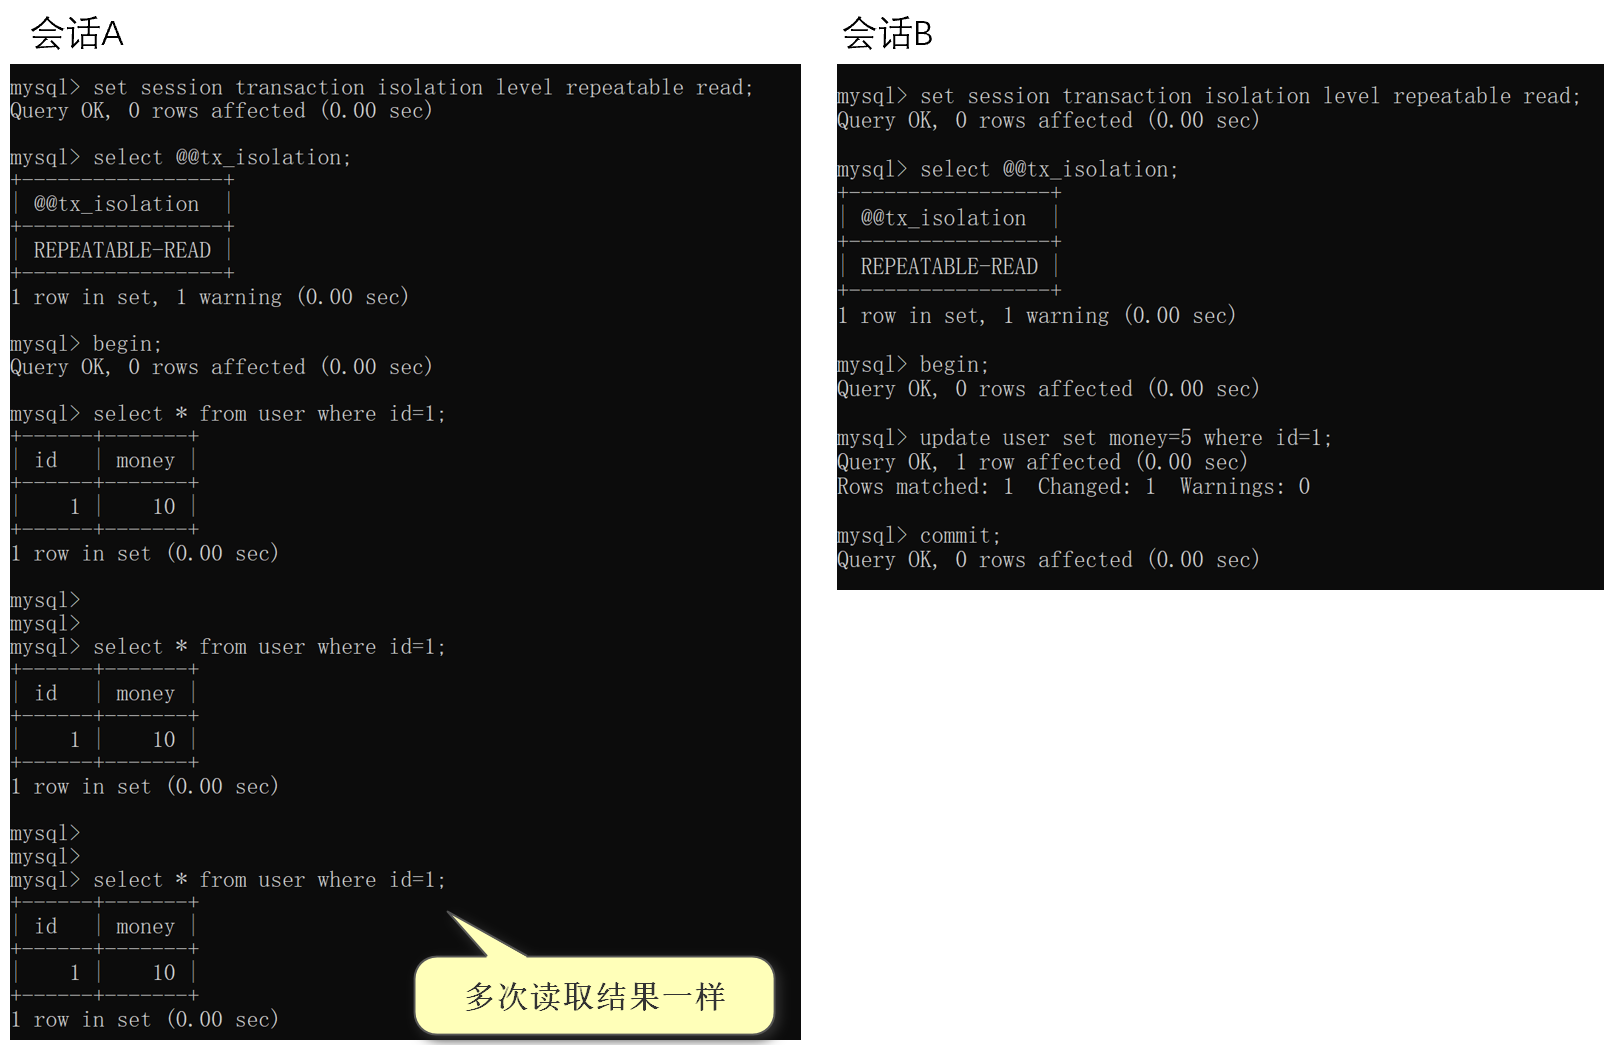 会话A
mysql> set session transaction isolation level repeatable read;
Query OK, 0 rows affected (0.00 sec)
mysql> select @@tx_isolation;
+-----------------+
| @@tx_isolation  |
+-----------------+
| REPEATABLE-READ |
+-----------------+
1 row in set, 1 warning (0.00 sec)
mysql> begin;
Query OK, 0 rows affected (0.00 sec)
mysql> select * from user where id=1;
+------+-------+
| id   | money |
+------+-------+
|    1 |    10 |
+------+-------+
1 row in set (0.00 sec)
mysql>
mysql>
mysql> select * from user where id=1;
+------+-------+
| id   | money |
+------+-------+
|    1 |    10 |
+------+-------+
1 row in set (0.00 sec)
mysql>
mysql>
mysql> select * from user where id=1;
+------+-------+
| id   | money |
+------+-------+
|    1 |    10 |
+------+-------+
1 row in set (0.00 sec)
多次读取结果一样
会话B
mysql> set session transaction isolation level repeatable read;
Query OK, 0 rows affected (0.00 sec)
mysql> select @@tx_isolation;
+-----------------+
| @@tx_isolation  |
+-----------------+
| REPEATABLE-READ |
+-----------------+
1 row in set, 1 warning (0.00 sec)
mysql> begin;
Query OK, 0 rows affected (0.00 sec)
mysql> update user set money=5 where id=1;
Query OK, 1 row affected (0.00 sec)
Rows matched: 1  Changed: 1  Warnings: 0
mysql> commit;
Query OK, 0 rows affected (0.00 sec)